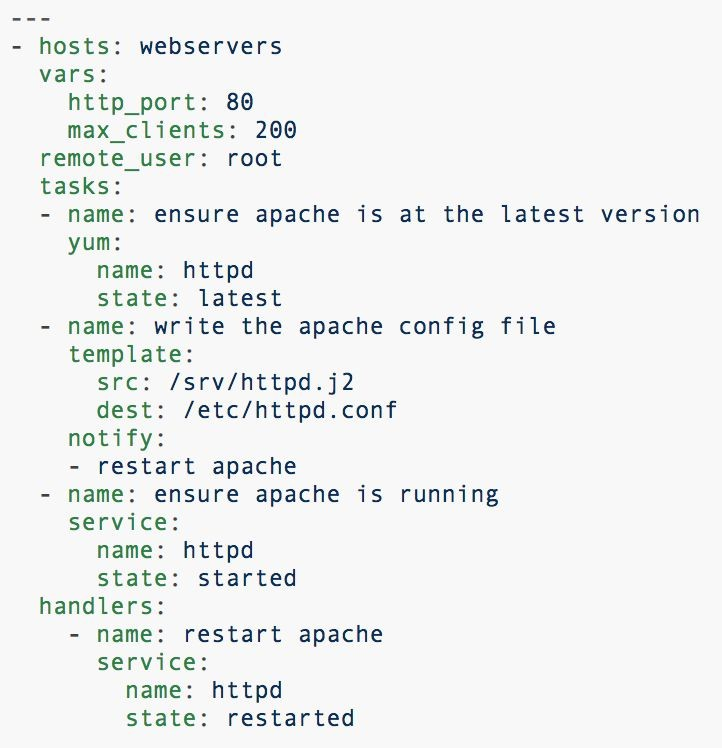 ---
- hosts: webservers
  vars:
    http_port: 80
    max_clients: 200
  remote_user: root
  tasks:
  - name: ensure apache is at the latest version
    yum:
      name: httpd
      state: latest
  - name: write the apache config file
    template:
      src: /srv/httpd.j2
      dest: /etc/httpd.conf
    notify:
    - restart apache
  - name: ensure apache is running
    service:
      name: httpd
      state: started
  handlers:
    - name: restart apache
      service:
        name: httpd
        state: restarted